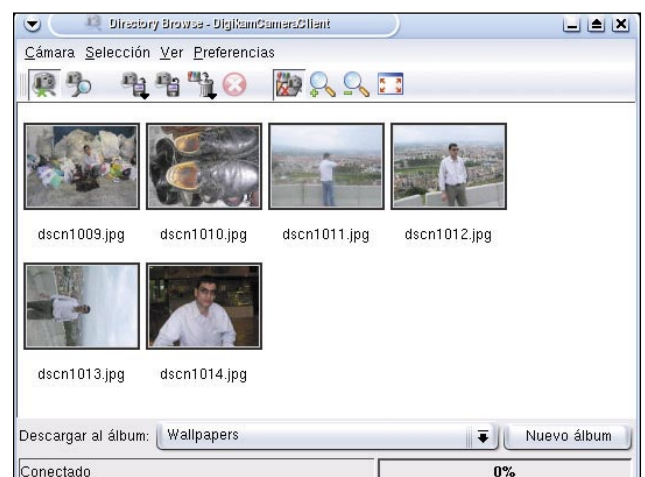 Directory Browse - DigikamCameraClient
Cámara Selección Ver Preferencias
dscn1009.jpg dscn1010.jpg dscn1011.jpg dscn1012.jpg
dscn1013.jpg dscn1014.jpg
Descargar al álbum: Wallpapers Nuevo álbum
Conectado 0%